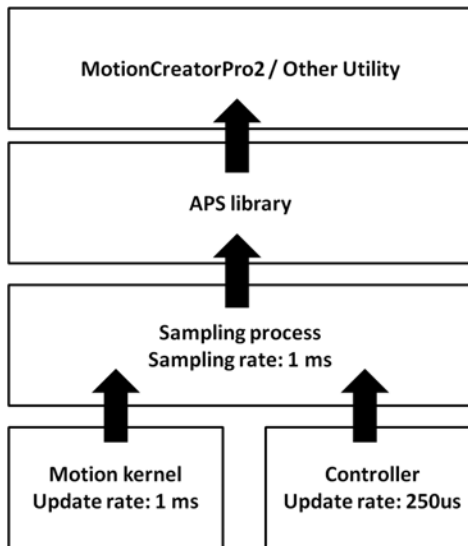 MotionCreatorPro2 / Other Utility
APS library
Sampling process
Sampling rate: 1 ms
Motion kernel
Update rate: 1 ms
Controller
Update rate: 250us